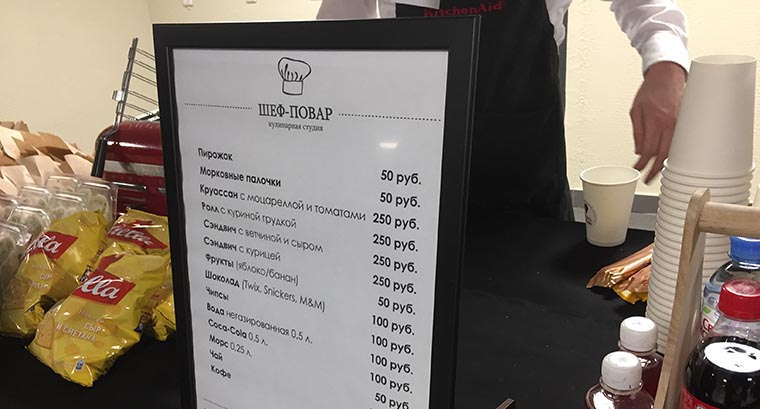 KitchenAid
ШЕФ-ПОВАР
кулинарная студия
Пирожок 50 руб.
Морковные палочки 50 руб.
Круассан с моцареллой и томатами 250 руб.
Ролл с куриной грудкой 250 руб.
Сэндвич с ветчиной и сыром 250 руб.
Сэндвич с курицей 250 руб.
Фрукты (яблоко/банан) 50 руб.
Шоколад (Twix, Snickers, M&M) 100 руб.
Чипсы 100 руб.
Вода негазированная 0,5 л. 100 руб.
Coca-Cola 0,5 л. 100 руб.
Морс 0,25 л. 50 руб.
Чай
Кофе
ella
СЫР
И СМЕТАНА